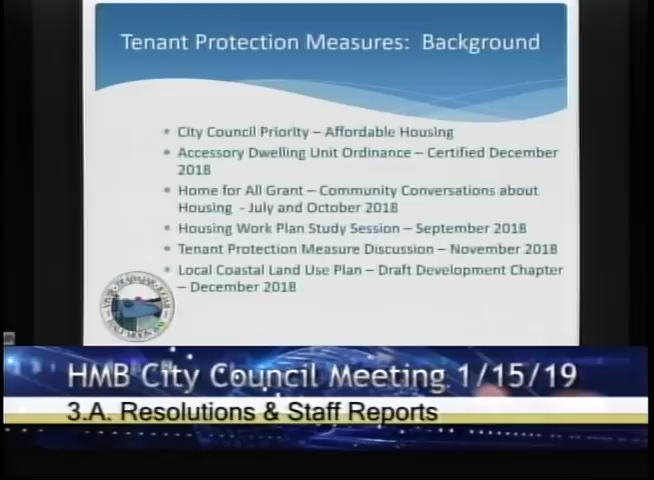 Tenant Protection Measures: Background
• City Council Priority – Affordable Housing
• Accessory Dwelling Unit Ordinance – Certified December
2018
• Home for All Grant – Community Conversations about
Housing - July and October 2018
• Housing Work Plan Study Session – September 2018
• Tenant Protection Measure Discussion – November 2018
• Local Coastal Land Use Plan – Draft Development Chapter
– December 2018
HALF MOON BAY
HMB City Council Meeting 1/15/19
3.A. Resolutions & Staff Reports